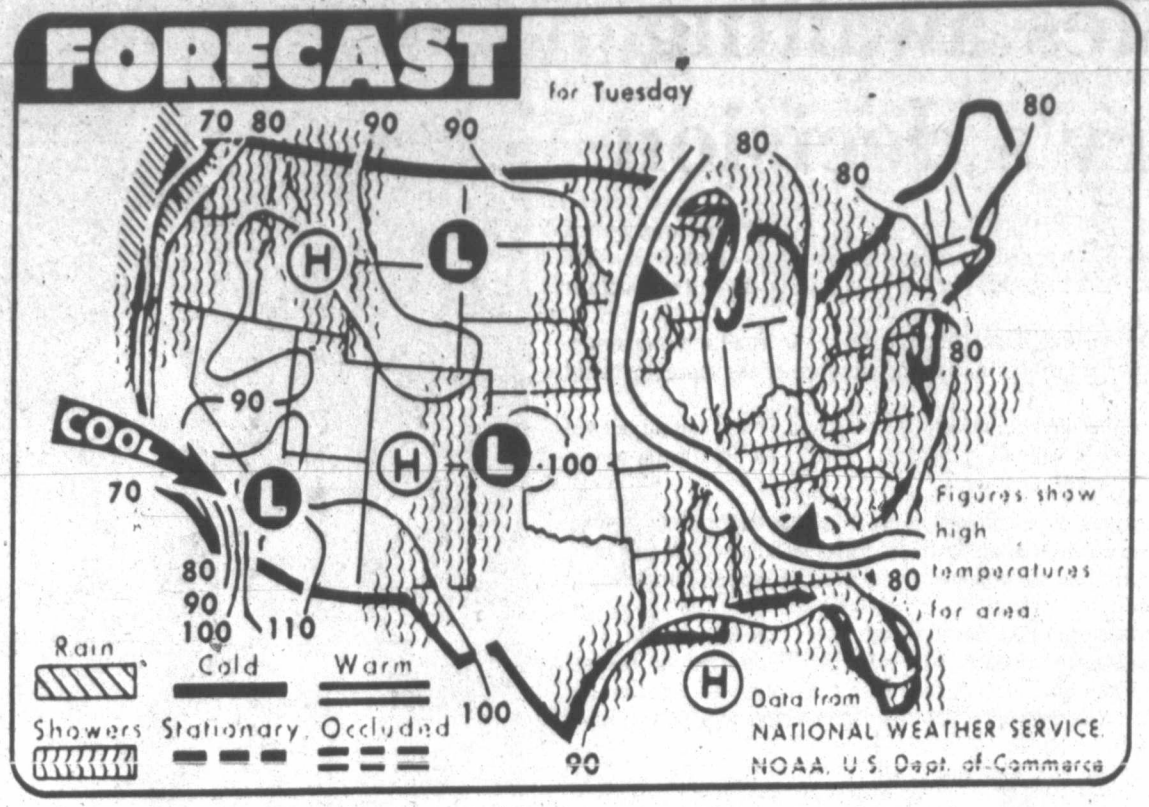 FORECAST
for Tuesday
70 80 90 90 80 80 80
H L
90
COOL
70
L H L 100
80
Figures show
high
temperatures
for area.
80
80
90
100 110
100
90
H
Rain
Cold Warm
Showers Stationary Occluded
Data from
NATIONAL WEATHER SERVICE.
NOAA, U.S. Dept. of Commerce